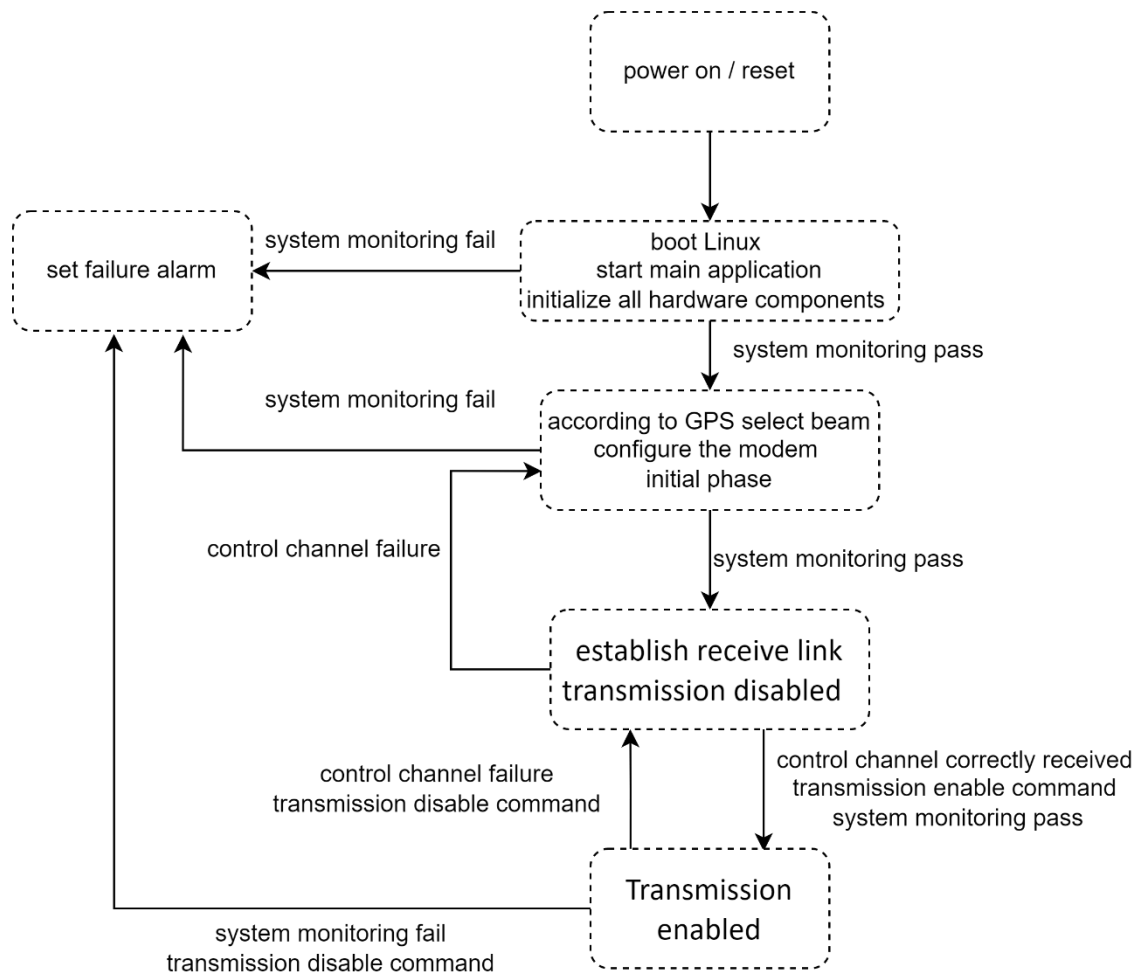 power on / reset
system monitoring fail
boot Linux
start main application
initialize all hardware components
set failure alarm
system monitoring pass
system monitoring fail
according to GPS select beam
configure the modem
initial phase
control channel failure
system monitoring pass
establish receive link
transmission disabled
control channel failure
transmission disable command
control channel correctly received
transmission enable command
system monitoring pass
Transmission
enabled
system monitoring fail
transmission disable command